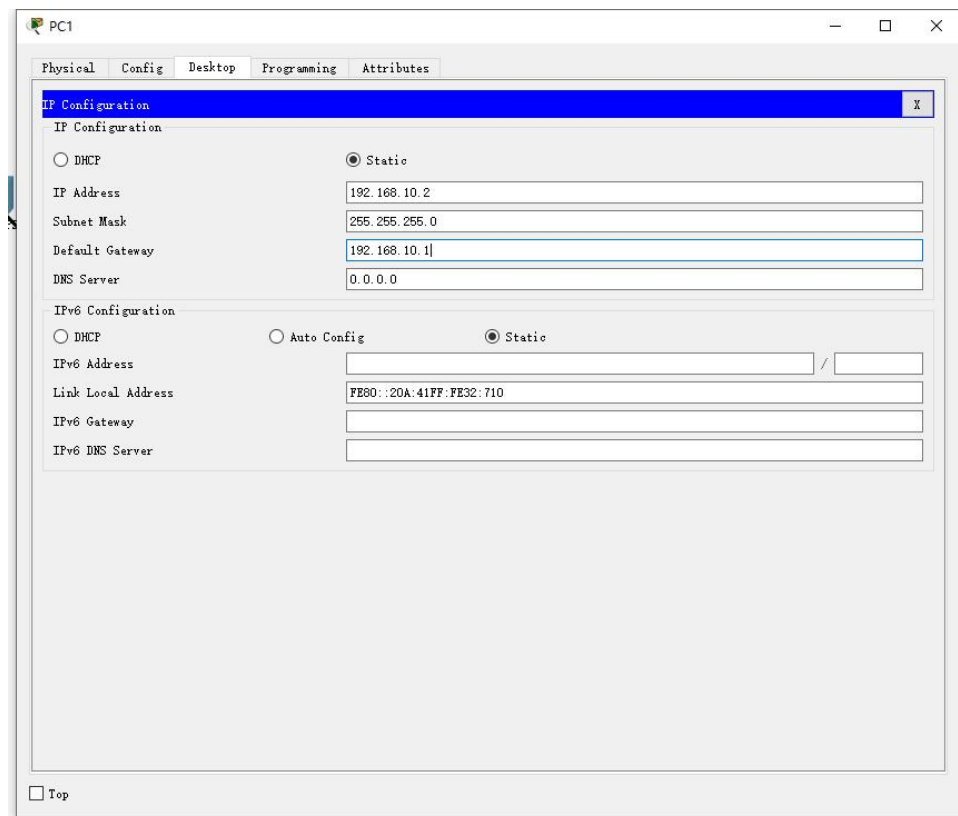 PC1
Physical Config Desktop Programming Attributes
IP Configuration X
IP Configuration
DHCP Static
IP Address 192.168.10.2
Subnet Mask 255.255.255.0
Default Gateway 192.168.10.1
DNS Server 0.0.0.0
IPv6 Configuration
DHCP Auto Config Static
IPv6 Address /
Link Local Address FE80::20A:41FF:FE32:710
IPv6 Gateway
IPv6 DNS Server
Top